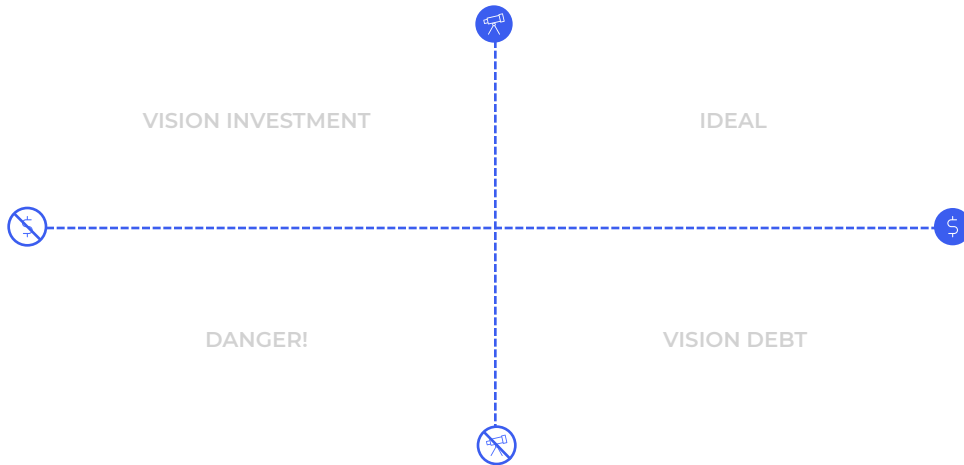 VISION INVESTMENT
IDEAL
$
$
DANGER!
VISION DEBT